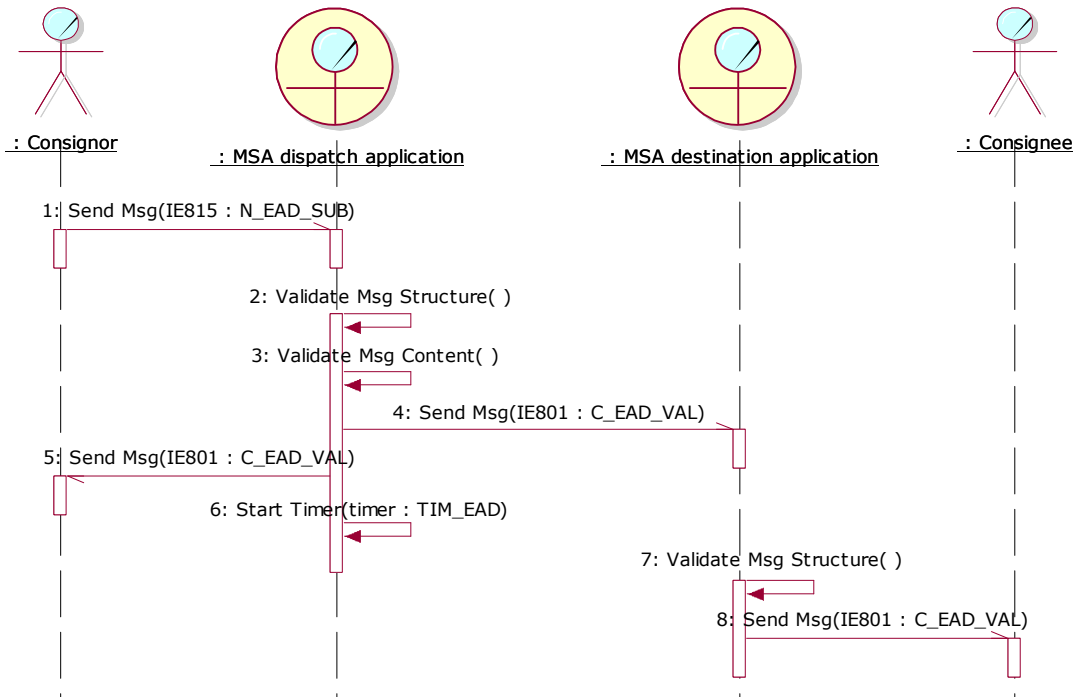 : Consignor
: MSA dispatch application
: MSA destination application
: Consignee
1: Send Msg(IE815 : N_EAD_SUB)
2: Validate Msg Structure( )
3: Validate Msg Content( )
4: Send Msg(IE801 : C_EAD_VAL)
5: Send Msg(IE801 : C_EAD_VAL)
6: Start Timer(timer : TIM_EAD)
7: Validate Msg Structure( )
8: Send Msg(IE801 : C_EAD_VAL)